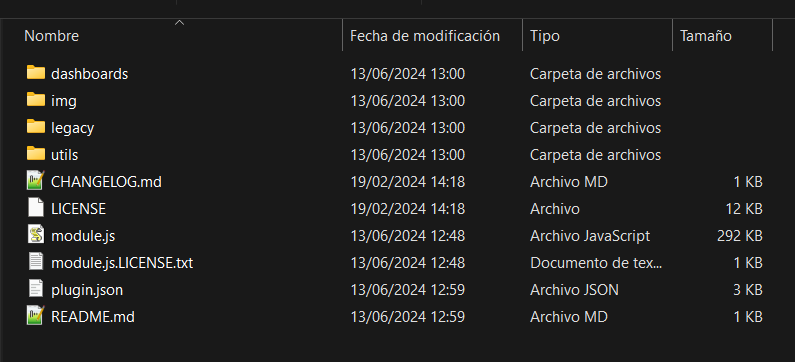 Nombre Fecha de modificación Tipo Tamaño
dashboards 13/06/2024 13:00 Carpeta de archivos
img 13/06/2024 13:00 Carpeta de archivos
legacy 13/06/2024 13:00 Carpeta de archivos
utils 13/06/2024 13:00 Carpeta de archivos
CHANGELOG.md 19/02/2024 14:18 Archivo MD 1 KB
LICENSE 19/02/2024 14:18 Archivo 12 KB
module.js 13/06/2024 12:48 Archivo JavaScript 292 KB
module.js.LICENSE.txt 13/06/2024 12:48 Documento de tex... 1 KB
plugin.json 13/06/2024 12:59 Archivo JSON 3 KB
README.md 13/06/2024 12:59 Archivo MD 1 KB